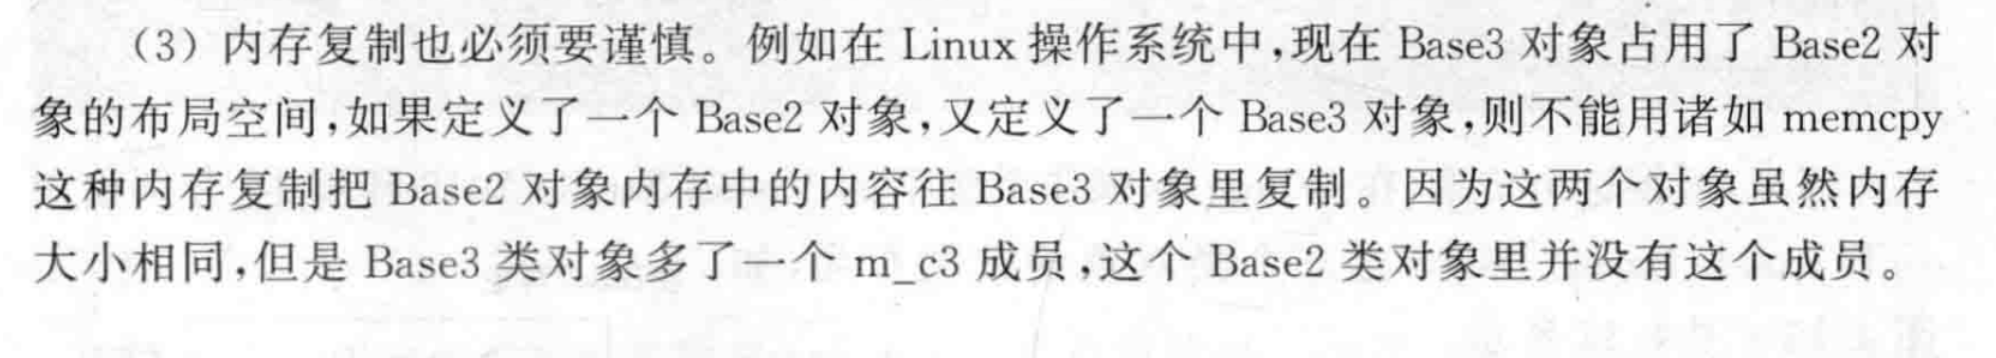 (3) 内存复制也必须要谨慎。例如在 Linux 操作系统中,现在 Base3 对象占用了 Base2 对
象的布局空间,如果定义了一个 Base2 对象,又定义了一个 Base3 对象,则不能用诸如 memcpy
这种内存复制把 Base2 对象内存中的内容往 Base3 对象里复制。因为这两个对象虽然内存
大小相同,但是 Base3 类对象多了一个 m_c3 成员,这个 Base2 类对象里并没有这个成员。